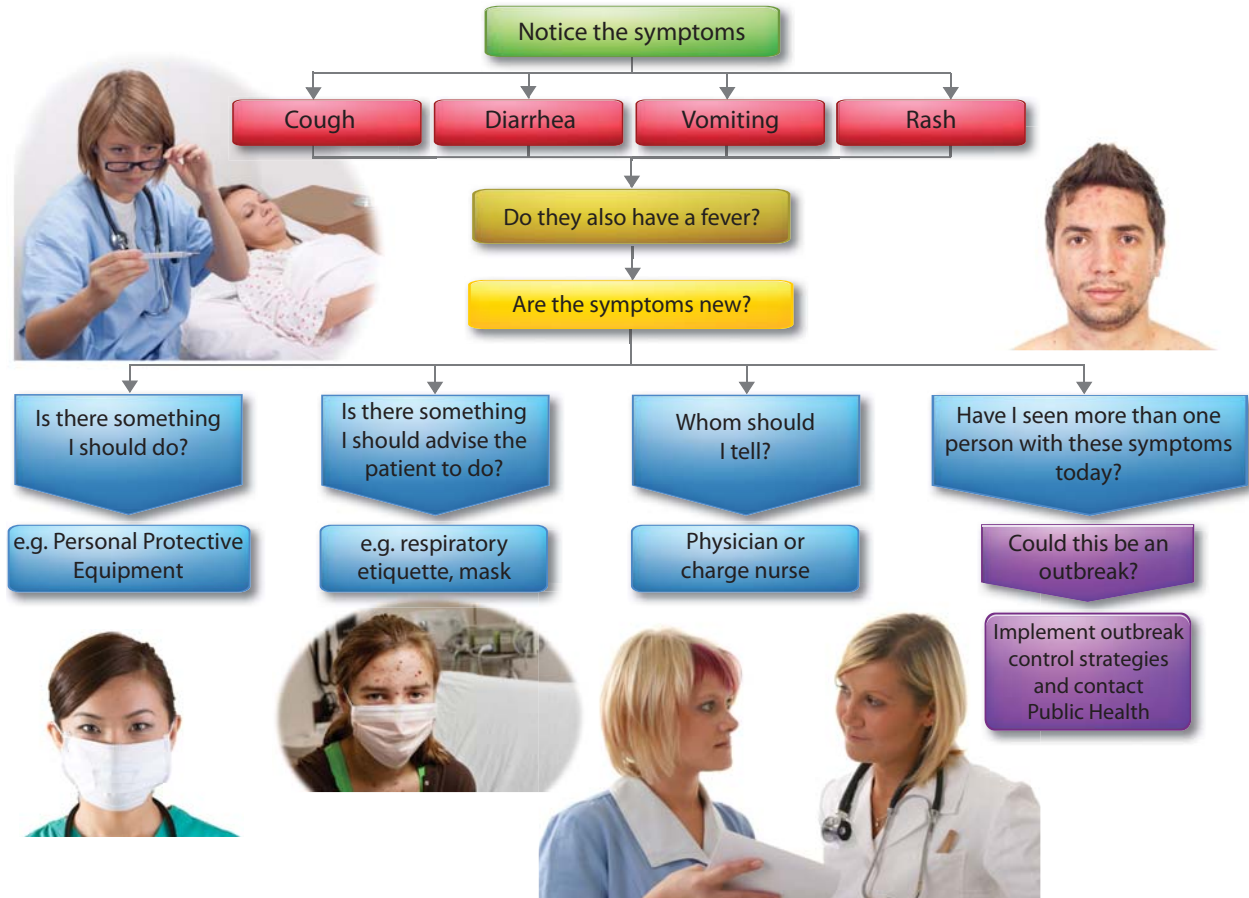 Notice the symptoms
Cough
Diarrhea
Vomiting
Rash
Do they also have a fever?
Are the symptoms new?
Is there something
I should do?
e.g. Personal Protective
Equipment
Is there something
I should advise the
patient to do?
e.g. respiratory
etiquette, mask
Whom should
I tell?
Physician or
charge nurse
Have I seen more than one
person with these symptoms
today?
Could this be an
outbreak?
Implement outbreak
control strategies
and contact
Public Health